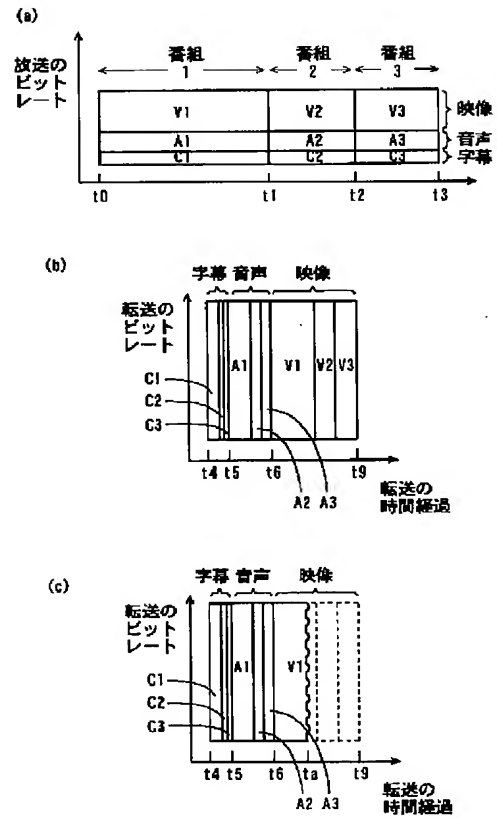 (a)
番組 番組 番組
1 2 3
放送の
ビット
レート
V1 V2 V3 映像
A1 A2 A3 音声
C1 C2 C3 字幕
t0 t1 t2 t3
(b)
字幕 音声 映像
転送の
ビット
レート
A1 V1 V2 V3
C1
C2
C3
t4 t5 t6 t9
A2 A3
転送の
時間経過
(c)
字幕 音声 映像
転送の
ビット
レート
A1 V1
C1
C2
C3
t4 t5 t6 ta t9
A2 A3
転送の
時間経過